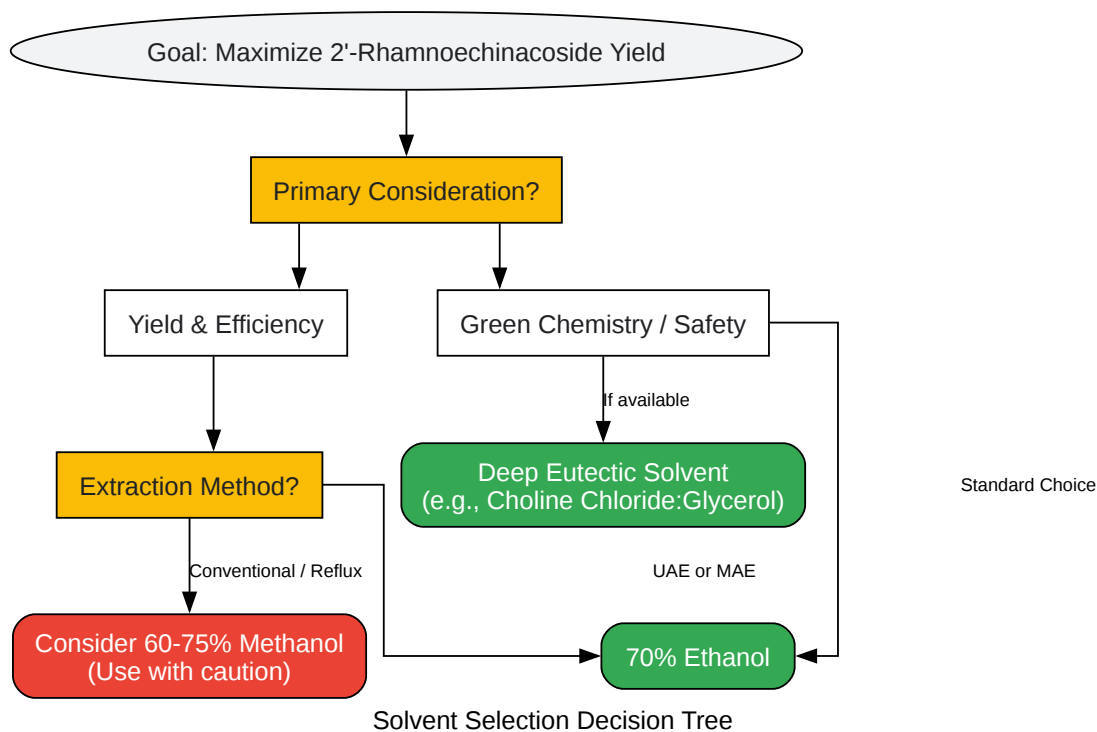 Goal: Maximize 2'-Rhamnoechinacoside Yield
Primary Consideration?
Yield & Efficiency
Green Chemistry / Safety
If available
Extraction Method?
Deep Eutectic Solvent
(e.g., Choline Chloride:Glycerol)
Standard Choice
Conventional / Reflux
UAE or MAE
Consider 60-75% Methanol
(Use with caution)
70% Ethanol
Solvent Selection Decision Tree